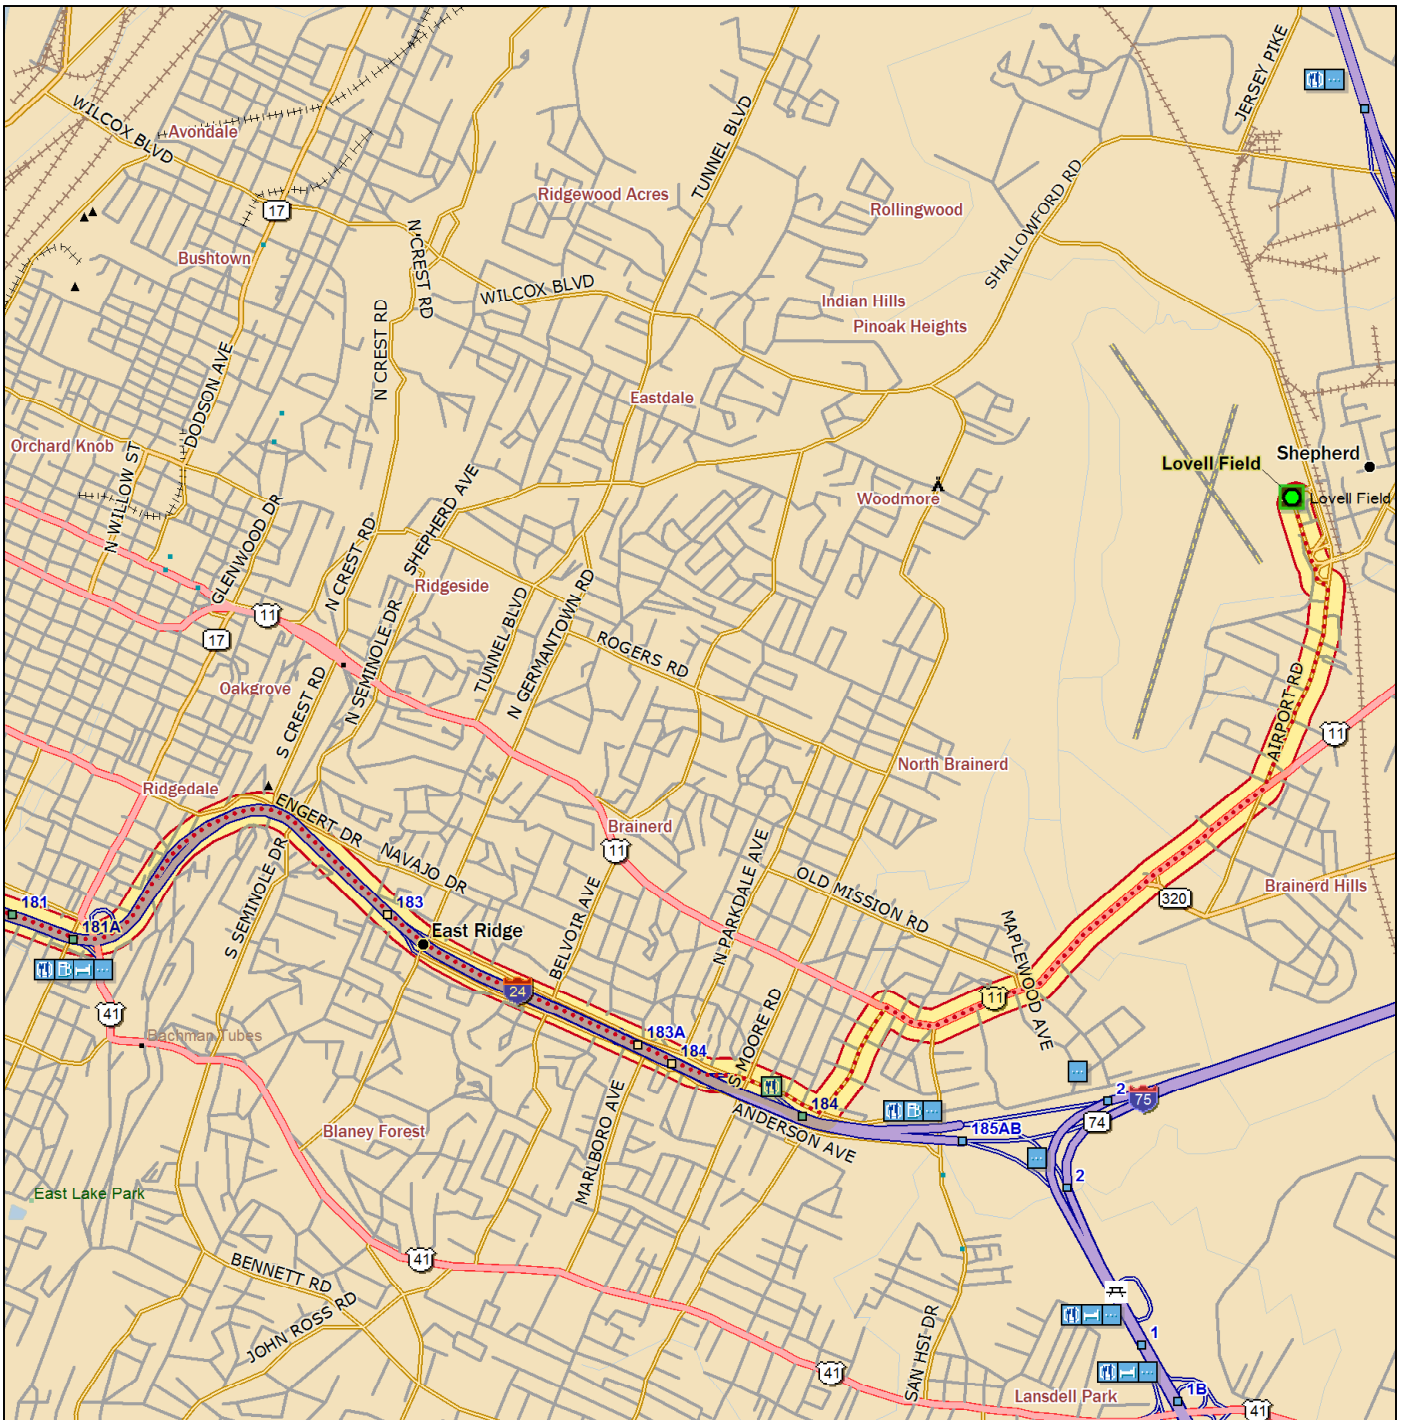 JERSEY PIKE
WILCOX BLVD
Avondale
TUNNEL BLVD
SHALLOWFORD RD
Ridgewood Acres
Rollingwood
17
N CREST RD
Bushtown
WILCOX BLVD
Indian Hills
Pinoak Heights
N CREST RD
DODSON AVE
Eastdale
Orchard Knob
N WILLOW ST
Shepherd
Lovell Field
Lovell Field
Woodmore
SHEPHERD AVE
GLENWOOD DR
N CREST RD
Ridgeside
11
17
N SEMINOLE DR
TUNNEL BLVD
N GERMANTOWN RD
ROGERS RD
Oakgrove
S CREST RD
AIRPORT RD
11
North Brainerd
Ridgedale
ENGERT DR
Brainerd
11
NAVAJO DR
N PARKDALE AVE
OLD MISSION RD
Brainerd Hills
320
181
181A
S SEMINOLE DR
183
East Ridge
BELVOIR AVE
MAPLEWOOD AVE
24
11
41
Bachman Tubes
183A
184
S MOORE RD
184
ANDERSON AVE
2
75
74
185AB
Blaney Forest
MARLBORO AVE
2
East Lake Park
41
BENNETT RD
JOHN ROSS RD
SAN HSI DR
1
41
1B
Lansdell Park
41